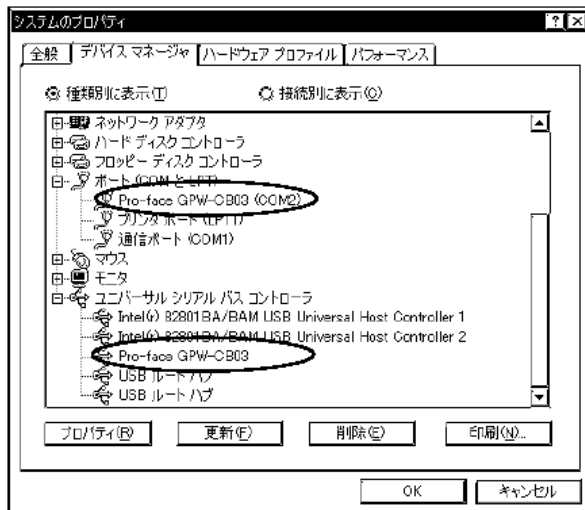 システムのプロパティ
全般 デバイス マネージャ ハードウェア プロファイル パフォーマンス
種類別に表示(T) 接続別に表示(C)
ネットワーク アダプタ
ハード ディスク コントローラ
フロッピー ディスク コントローラ
ポート (COM と LPT)
Pro-face GPW-CB03 (COM2)
プリンタ ポート (LPT1)
通信ポート (COM1)
マウス
モニタ
ユニバーサル シリアル バス コントローラ
Intel(r) 82801BA/BAM USB Universal Host Controller 1
Intel(r) 82801BA/BAM USB Universal Host Controller 2
Pro-face GPW-CB03
USB ルート ハブ
USB ルート ハブ
プロパティ(R) 更新(F) 削除(E) 印刷(N)...
OK キャンセル